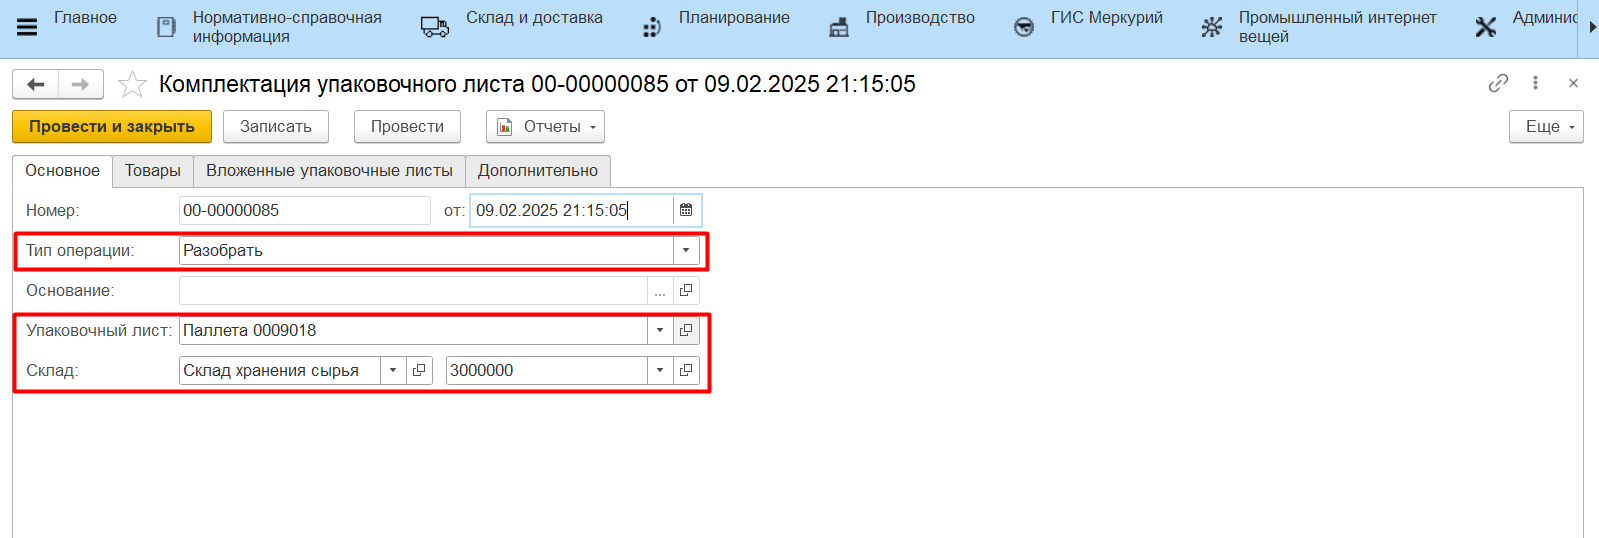 Главное
Нормативно-справочная
информация
Склад и доставка
Планирование
Производство
ГИС Меркурий
Промышленный интернет
вещей
Админис
Комплектация упаковочного листа 00-00000085 от 09.02.2025 21:15:05
Провести и закрыть
Записать
Провести
Отчеты
Еще
Основное
Товары
Вложенные упаковочные листы
Дополнительно
Номер: 00-00000085 от: 09.02.2025 21:15:05
Тип операции: Разобрать
Основание: ...
Упаковочный лист: Паллета 0009018
Склад: Склад хранения сырья 3000000